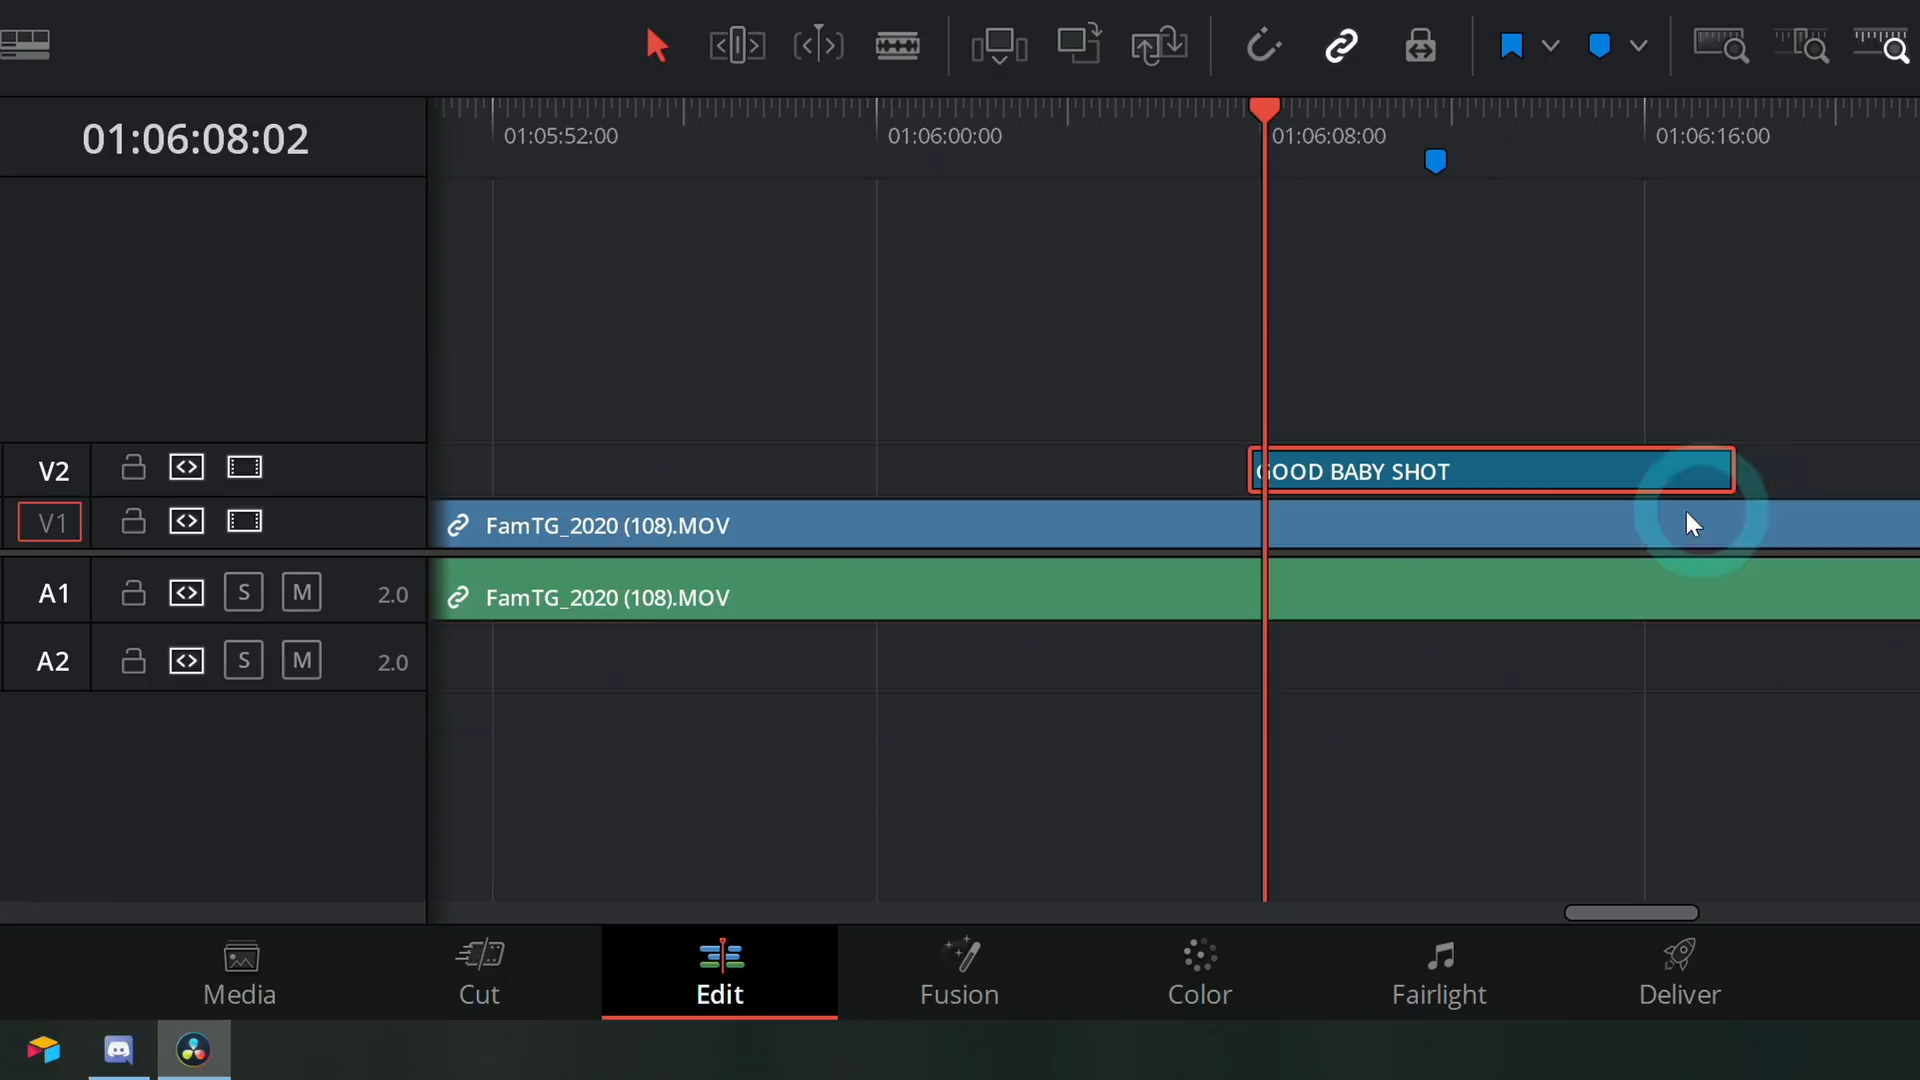 01:06:08:02
01:05:52:00
01:06:00:00
01:06:08:00
01:06:16:00
V2
GOOD BABY SHOT
V1
FamTG_2020 (108).MOV
A1
S
M
2.0
FamTG_2020 (108).MOV
A2
S
M
2.0
Media
Cut
Edit
Fusion
Color
Fairlight
Deliver